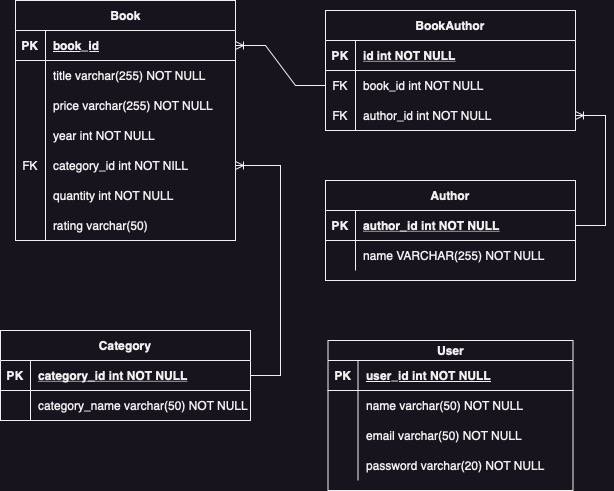 Book
PK book_id
title varchar(255) NOT NULL
price varchar(255) NOT NULL
year int NOT NULL
FK category_id int NOT NILL
quantity int NOT NULL
rating varchar(50)
BookAuthor
PK id int NOT NULL
FK book_id int NOT NULL
FK author_id int NOT NULL
Author
PK author_id int NOT NULL
name VARCHAR(255) NOT NULL
Category
PK category_id int NOT NULL
category_name varchar(50) NOT NULL
User
PK user_id int NOT NULL
name varchar(50) NOT NULL
email varchar(50) NOT NULL
password varchar(20) NOT NULL